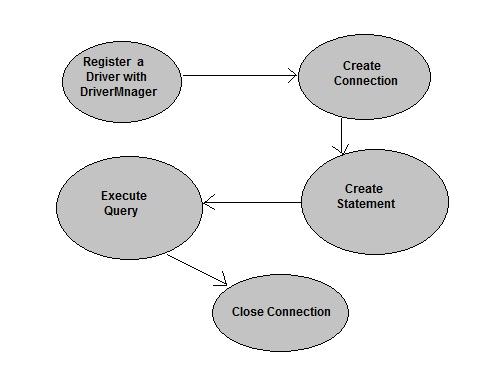 Register a
Driver with
DriverMnager
Create
Connection
Create
Statement
Execute
Query
Close Connection